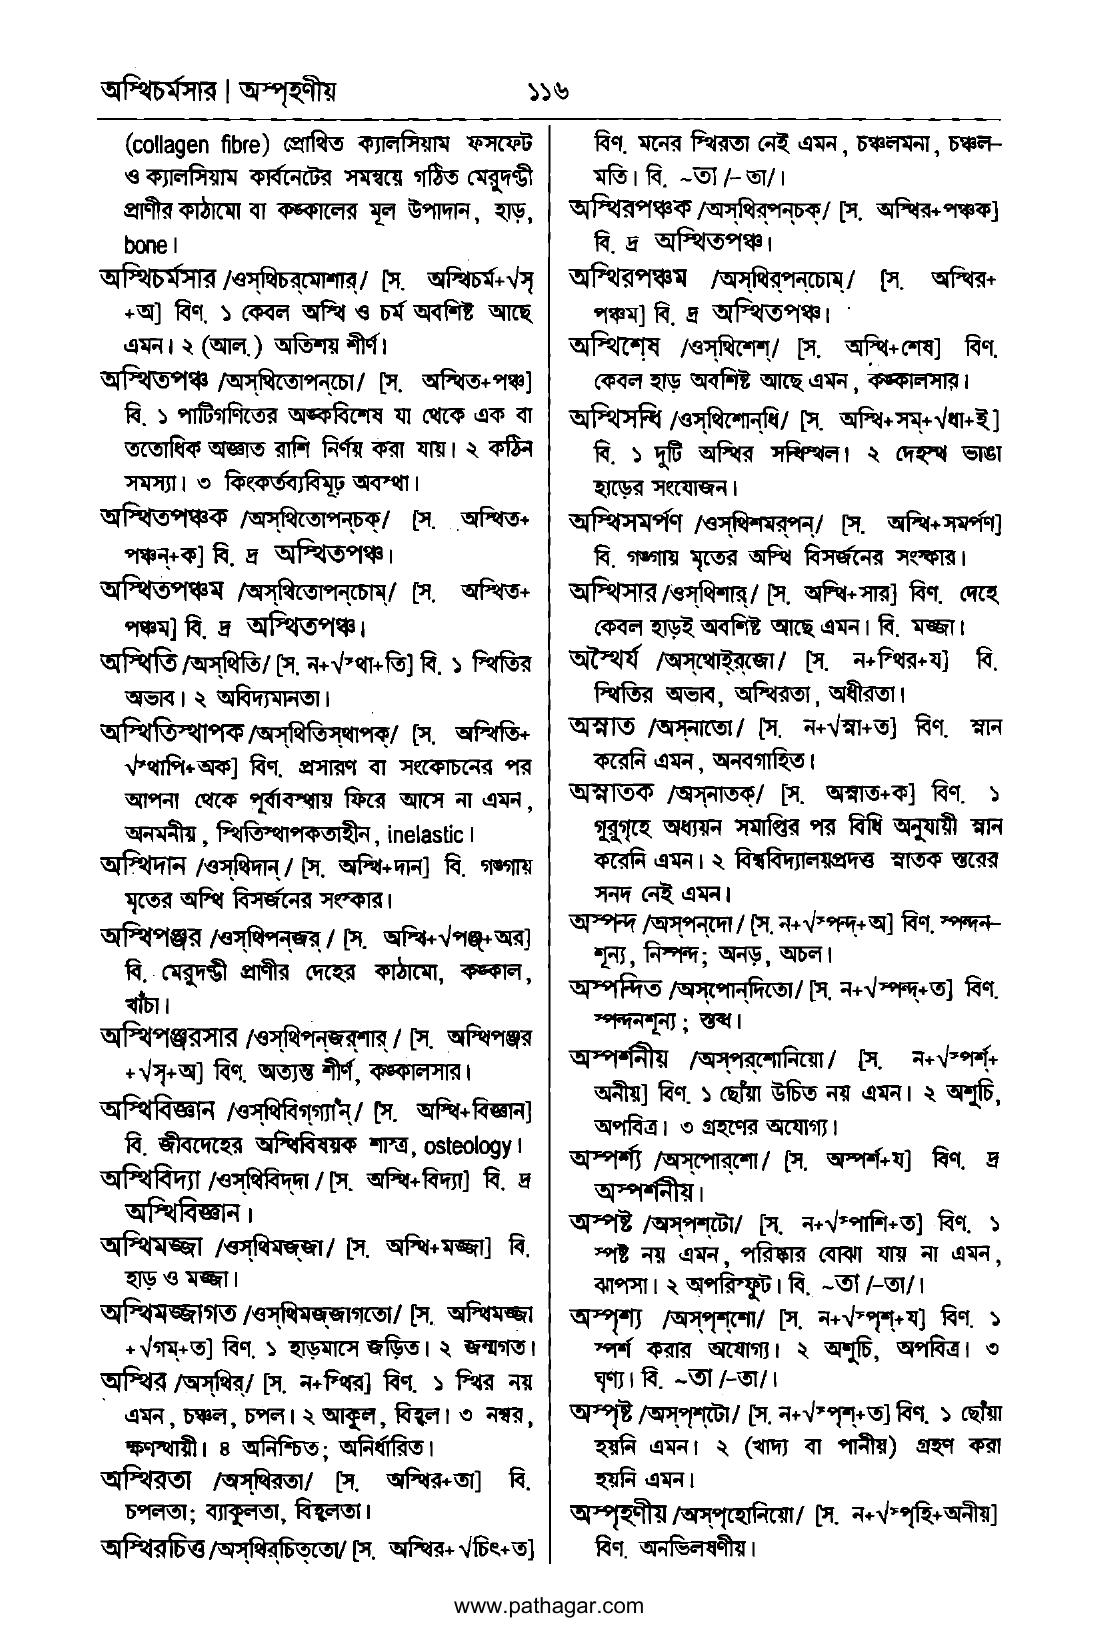 অস্থিচর্মসার | অস্পৃহণীয়
১১৬
(collagen fibre) প্রোথিত ক্যালসিয়াম ফসফেট
ও ক্যালসিয়াম কার্বনেটের সমন্বয়ে গঠিত মেরুদণ্ডী
প্রাণীর কাঠামো বা কঙ্কালের মূল উপাদান, হাড়,
bone।
অস্থিচর্মসার /ওস্‌থিচর্‌মোশার্/ [স. অস্থিচর্ম+√সৃ
+অ] বিণ. ১ কেবল অস্থি ও চর্ম অবশিষ্ট আছে
এমন। ২ (আল.) অতিশয় শীর্ণ।
অস্থিতপঞ্চ /অস্‌থিতোপন্‌চো/ [স. অস্থিত+পঞ্চ]
বি. ১ পাটিগণিতের অঙ্কবিশেষ যা থেকে এক বা
ততোধিক অজ্ঞাত রাশি নির্ণয় করা যায়। ২ কঠিন
সমস্যা। ৩ কিংকর্তব্যবিমূঢ় অবস্থা।
অস্থিতপঞ্চক /অস্‌থিতোপন্‌চক্/ [স. অস্থিত+
পঞ্চন্+ক] বি. দ্র অস্থিতপঞ্চ।
অস্থিতপঞ্চম /অস্‌থিতোপন্‌চোম্/ [স. অস্থিত+
পঞ্চম] বি. দ্র অস্থিতপঞ্চ।
অস্থিতি /অস্‌থিতি/ [স. ন+√স্থা+তি] বি. ১ স্থিতির
অভাব। ২ অবিদ্যমানতা।
অস্থিতিস্থাপক /অস্‌থিতিস্‌থাপক্/ [স. অস্থিতি+
√স্থাপি+অক] বিণ. প্রসারণ বা সংকোচনের পর
আপনা থেকে পূর্বাবস্থায় ফিরে আসে না এমন,
অনমনীয়, স্থিতিস্থাপকতাহীন, inelastic।
অস্থিদান /ওস্‌থিদান্/ [স. অস্থি+দান] বি. গঙ্গায়
মৃতের অস্থি বিসর্জনের সংস্কার।
অস্থিপঞ্জর /ওস্‌থিপন্‌জর্/ [স. অস্থি+√পঞ্জ্+অর]
বি. মেরুদণ্ডী প্রাণীর দেহের কাঠামো, কঙ্কাল,
খাঁচা।
অস্থিপঞ্জরসার /ওস্‌থিপন্‌জর্‌শার্/ [স. অস্থিপঞ্জর
+√সৃ+অ] বিণ. অত্যন্ত শীর্ণ, কঙ্কালসার।
অস্থিবিজ্ঞান /ওস্‌থিবিগ্‌গ্যাঁন্/ [স. অস্থি+বিজ্ঞান]
বি. জীবদেহের অস্থিবিষয়ক শাস্ত্র, osteology।
অস্থিবিদ্যা /ওস্‌থিবিদ্‌দা/ [স. অস্থি+বিদ্যা] বি. দ্র
অস্থিবিজ্ঞান।
অস্থিমজ্জা /ওস্‌থিমজ্‌জা/ [স. অস্থি+মজ্জা] বি.
হাড় ও মজ্জা।
অস্থিমজ্জাগত /ওস্‌থিমজ্‌জাগতো/ [স. অস্থিমজ্জা
+√গম্+ত] বিণ. ১ হাড়মাসে জড়িত। ২ জন্মগত।
অস্থির /অস্‌থির্/ [স. ন+স্থির] বিণ. ১ স্থির নয়
এমন, চঞ্চল, চপল। ২ আকুল, বিহ্বল। ৩ নশ্বর,
ক্ষণস্থায়ী। ৪ অনিশ্চিত; অনির্ধারিত।
অস্থিরতা /অস্‌থিরতা/ [স. অস্থির+তা] বি.
চপলতা; ব্যাকুলতা, বিহ্বলতা।
অস্থিরচিত্ত /অস্‌থির্‌চিত্‌তো/ [স. অস্থির+√চিৎ+ত]
বিণ. মনের স্থিরতা নেই এমন, চঞ্চলমনা, চঞ্চল–
মতি। বি. ~তা /–তা/।
অস্থিরপঞ্চক /অস্‌থির্‌পন্‌চক্/ [স. অস্থির+পঞ্চক]
বি. দ্র অস্থিতপঞ্চ।
অস্থিরপঞ্চম /অস্‌থির্‌পন্‌চোম্/ [স. অস্থির+
পঞ্চম] বি. দ্র অস্থিতপঞ্চ।
অস্থিশেষ /ওস্‌থিশেশ্/ [স. অস্থি+শেষ] বিণ.
কেবল হাড় অবশিষ্ট আছে এমন, কঙ্কালসার।
অস্থিসন্ধি /ওস্‌থিশোন্‌ধি/ [স. অস্থি+সম্+√ধা+ই]
বি. ১ দুটি অস্থির সন্ধিস্থল। ২ দেহস্থ ভাঙা
হাড়ের সংযোজন।
অস্থিসমর্পণ /ওস্‌থিশমর্‌পন্/ [স. অস্থি+সমর্পণ]
বি. গঙ্গায় মৃতের অস্থি বিসর্জনের সংস্কার।
অস্থিসার /ওস্‌থিশার্/ [স. অস্থি+সার] বিণ. দেহে
কেবল হাড়ই অবশিষ্ট আছে এমন। বি. মজ্জা।
অস্থৈর্য /অস্‌থোই্‌র্‌জো/ [স. ন+স্থির+য] বি.
স্থিতির অভাব, অস্থিরতা, অধীরতা।
অস্নাত /অস্‌নাতো/ [স. ন+√স্না+ত] বিণ. স্নান
করেনি এমন, অনবগাহিত।
অস্নাতক /অস্‌নাতক্/ [স. অস্নাত+ক] বিণ. ১
গুরুগৃহে অধ্যয়ন সমাপ্তির পর বিধি অনুযায়ী স্নান
করেনি এমন। ২ বিশ্ববিদ্যালয়প্রদত্ত স্নাতক স্তরের
সনদ নেই এমন।
অস্পন্দ /অস্‌পন্‌দো/ [স. ন+√স্পন্দ্+অ] বিণ. স্পন্দন–
শূন্য, নিস্পন্দ; অনড়, অচল।
অস্পন্দিত /অস্‌পোন্‌দিতো/ [স. ন+√স্পন্দ্+ত] বিণ.
স্পন্দনশূন্য; স্তব্ধ।
অস্পর্শনীয় /অস্‌পর্‌শোনিয়ো/ [স. ন+√স্পর্শ্+
অনীয়] বিণ. ১ ছোঁয়া উচিত নয় এমন। ২ অশুচি,
অপবিত্র। ৩ গ্রহণের অযোগ্য।
অস্পর্শ্য /অস্‌পোর্‌শো/ [স. অস্পর্শ+য] বিণ. দ্র
অস্পর্শনীয়।
অস্পষ্ট /অস্‌পশ্‌টো/ [স. ন+√স্পাশি+ত] বিণ. ১
স্পষ্ট নয় এমন, পরিষ্কার বোঝা যায় না এমন,
ঝাপসা। ২ অপরিস্ফুট। বি. ~তা /–তা/।
অস্পৃশ্য /অস্‌পৃশ্‌শো/ [স. ন+√স্পৃশ্+য] বিণ. ১
স্পর্শ করার অযোগ্য। ২ অশুচি, অপবিত্র। ৩
ঘৃণ্য। বি. ~তা /–তা/।
অস্পৃষ্ট /অস্‌পৃশ্‌টো/ [স. ন+√স্পৃশ্+ত] বিণ. ১ ছোঁয়া
হয়নি এমন। ২ (খাদ্য বা পানীয়) গ্রহণ করা
হয়নি এমন।
অস্পৃহণীয় /অস্‌পৃহোনিয়ো/ [স. ন+√স্পৃহি+অনীয়]
বিণ. অনভিলষণীয়।
www.pathagar.com